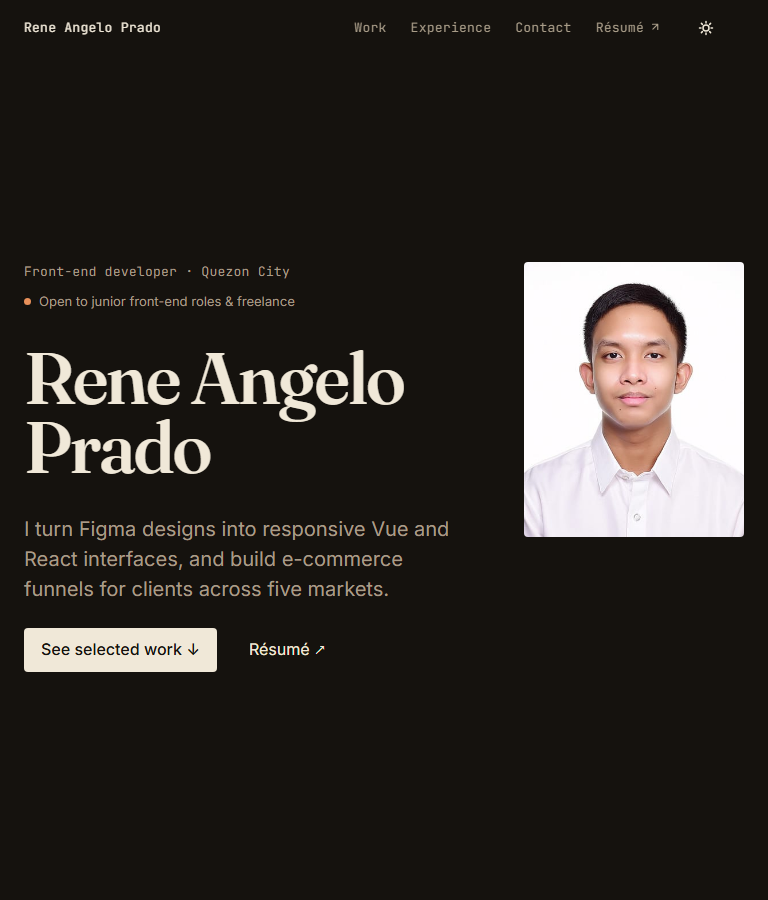 Rene Angelo Prado
Work Experience Contact Résumé ↗
Front-end developer · Quezon City
Open to junior front-end roles & freelance
Rene Angelo
Prado
I turn Figma designs into responsive Vue and
React interfaces, and build e-commerce
funnels for clients across five markets.
See selected work ↓ Résumé ↗